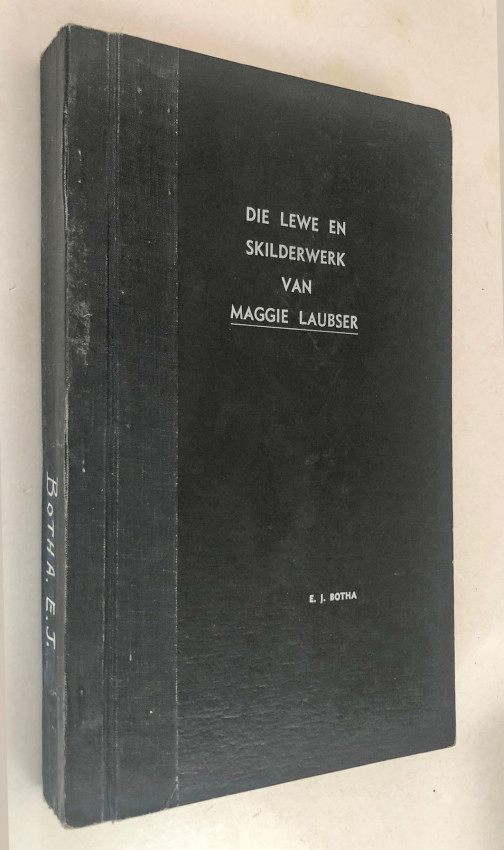 DIE LEWE EN
SKILDERWERK
VAN
MAGGIE LAUBSER
E. J. BOTHA
BOTHA. E. J.